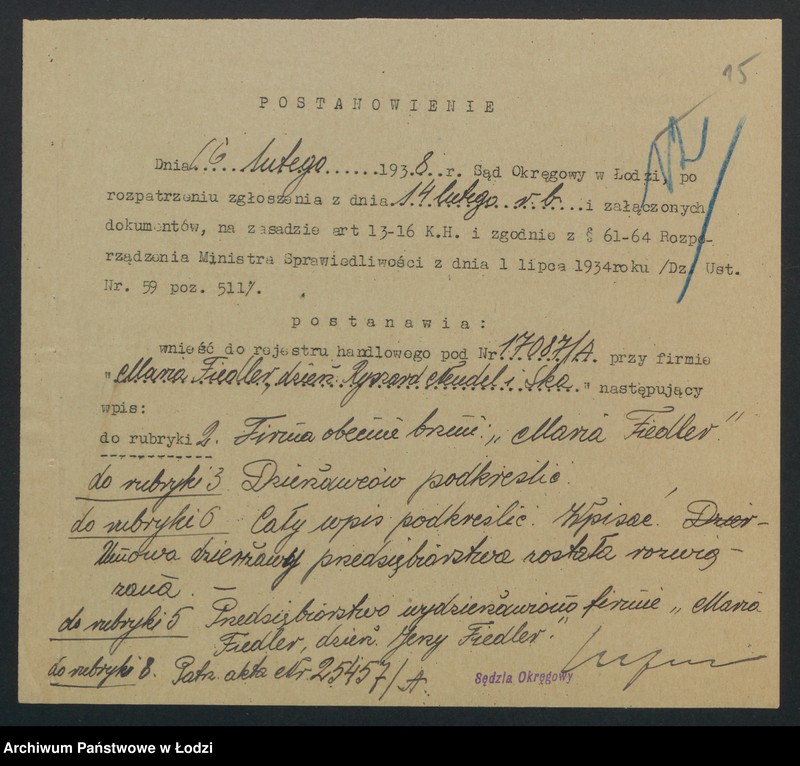 15
POSTANOWIENIE
Dnia 16 lutego 1938 r. Sąd Okręgowy w Łodzi, po
rozpatrzeniu zgłoszenia z dnia 14 lutego r.b. i załączonych
dokumentów, na zasadzie art 13-16 K.H. i zgodnie z § 61-64 Rozpo-
rządzenia Ministra Sprawiedliwości z dnia 1 lipca 1934roku /Dz. Ust.
Nr. 59 poz. 511/.
postanawia:
wnieść do rejestru handlowego pod Nr 17087/A. przy firmie
"Maria Fiedler, dzierż. Ryszard Neudel i Ska" następujący
wpis:
do rubryki 2. Firma obecnie brzmi: „Maria Fiedler."
do rubryki 3 Dzierżawców podkreślić.
do rubryki 6 Cały wpis podkreślić. Wpisać. Dzier-
Umowa dzierżawy przedsiębiorstwa została rozwią-
zana. —
do rubryki 5 Przedsiębiorstwo wydzierżawiono firmie „Maria
Fiedler, dzierż. Jerzy Fiedler."
do rubryki 8. Patrz akta Nr 25457/A.
Sędzia Okręgowy
Archiwum Państwowe w Łodzi